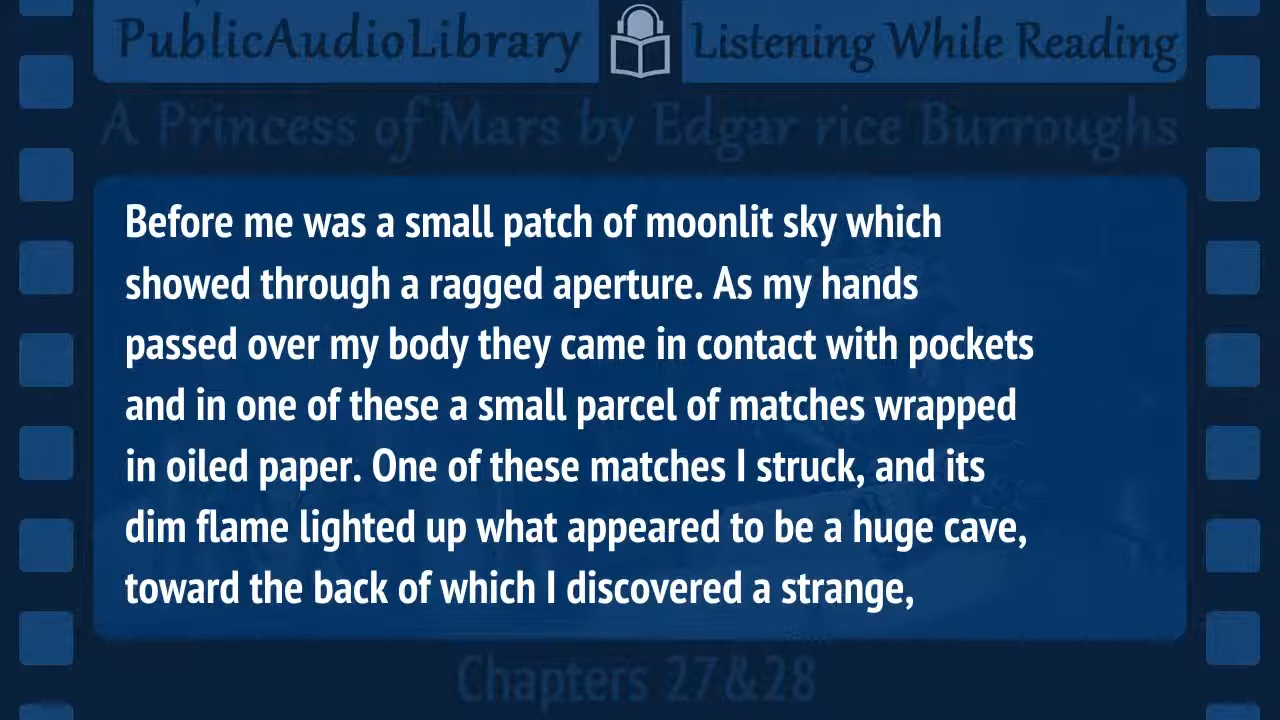 PublicAudioLibrary Listening While Reading
A Princess of Mars by Edgar rice Burroughs
Before me was a small patch of moonlit sky which
showed through a ragged aperture. As my hands
passed over my body they came in contact with pockets
and in one of these a small parcel of matches wrapped
in oiled paper. One of these matches I struck, and its
dim flame lighted up what appeared to be a huge cave,
toward the back of which I discovered a strange,
Chapters 27&28